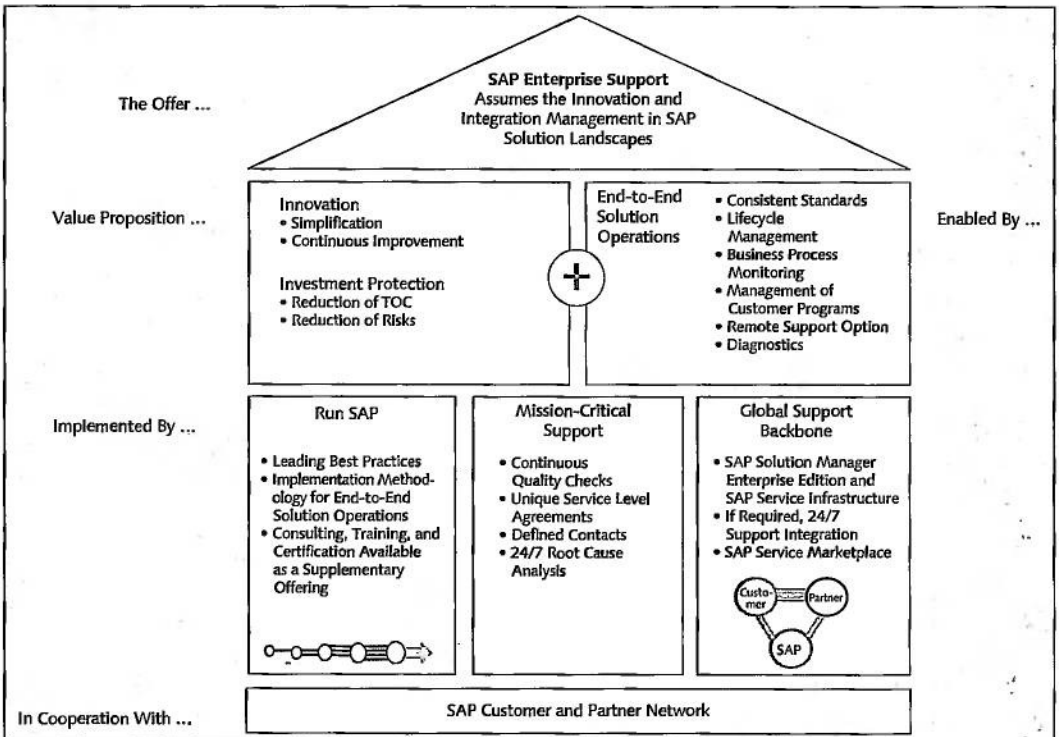 The Offer ...
SAP Enterprise Support
Assumes the Innovation and
Integration Management in SAP
Solution Landscapes
Value Proposition ...
Innovation
• Simplification
• Continuous Improvement
Investment Protection
• Reduction of TOC
• Reduction of Risks
+
End-to-End
Solution
Operations
• Consistent Standards
• Lifecycle
Management
• Business Process
Monitoring
• Management of
Customer Programs
• Remote Support Option
• Diagnostics
Enabled By ...
Implemented By ...
Run SAP
• Leading Best Practices
• Implementation Method-
ology for End-to-End
Solution Operations
• Consulting, Training, and
Certification Available
as a Supplementary
Offering
Mission-Critical
Support
• Continuous
Quality Checks
• Unique Service Level
Agreements
• Defined Contacts
• 24/7 Root Cause
Analysis
Global Support
Backbone
• SAP Solution Manager
Enterprise Edition and
SAP Service Infrastructure
• If Required, 24/7
Support Integration
• SAP Service Marketplace
Custo-
mer
Partner
SAP
In Cooperation With ...
SAP Customer and Partner Network